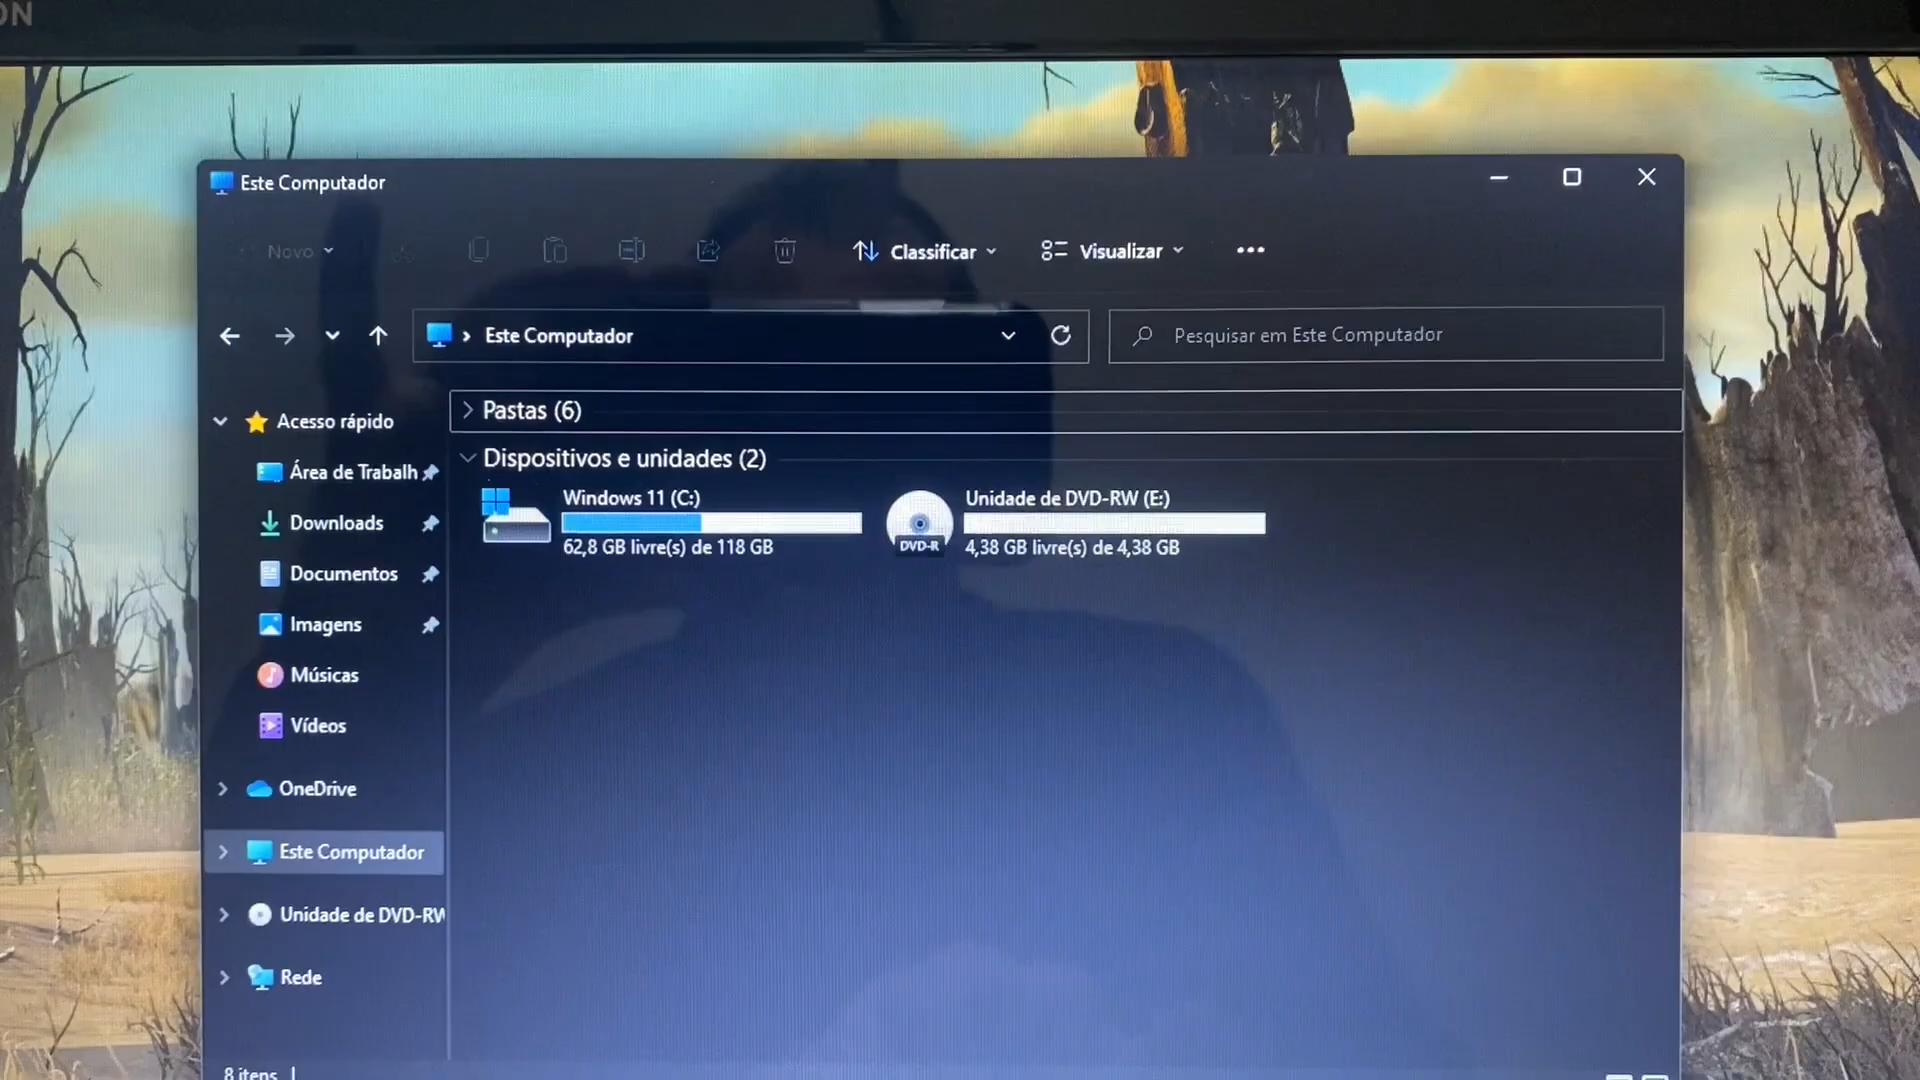 ON
Este Computador
Novo
Classificar
Visualizar
Este Computador
Pesquisar em Este Computador
Acesso rápido
Área de Trabalh
Downloads
Documentos
Imagens
Músicas
Vídeos
OneDrive
Este Computador
Unidade de DVD-RW
Rede
Pastas (6)
Dispositivos e unidades (2)
Windows 11 (C:)
62,8 GB livre(s) de 118 GB
Unidade de DVD-RW (E:)
DVD-R
4,38 GB livre(s) de 4,38 GB
8 itens